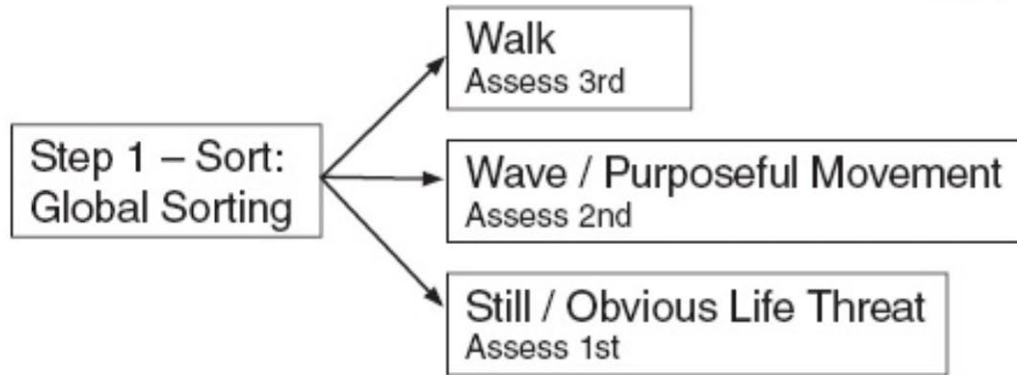 Step 1 – Sort:
Global Sorting
Walk
Assess 3rd
Wave / Purposeful Movement
Assess 2nd
Still / Obvious Life Threat
Assess 1st